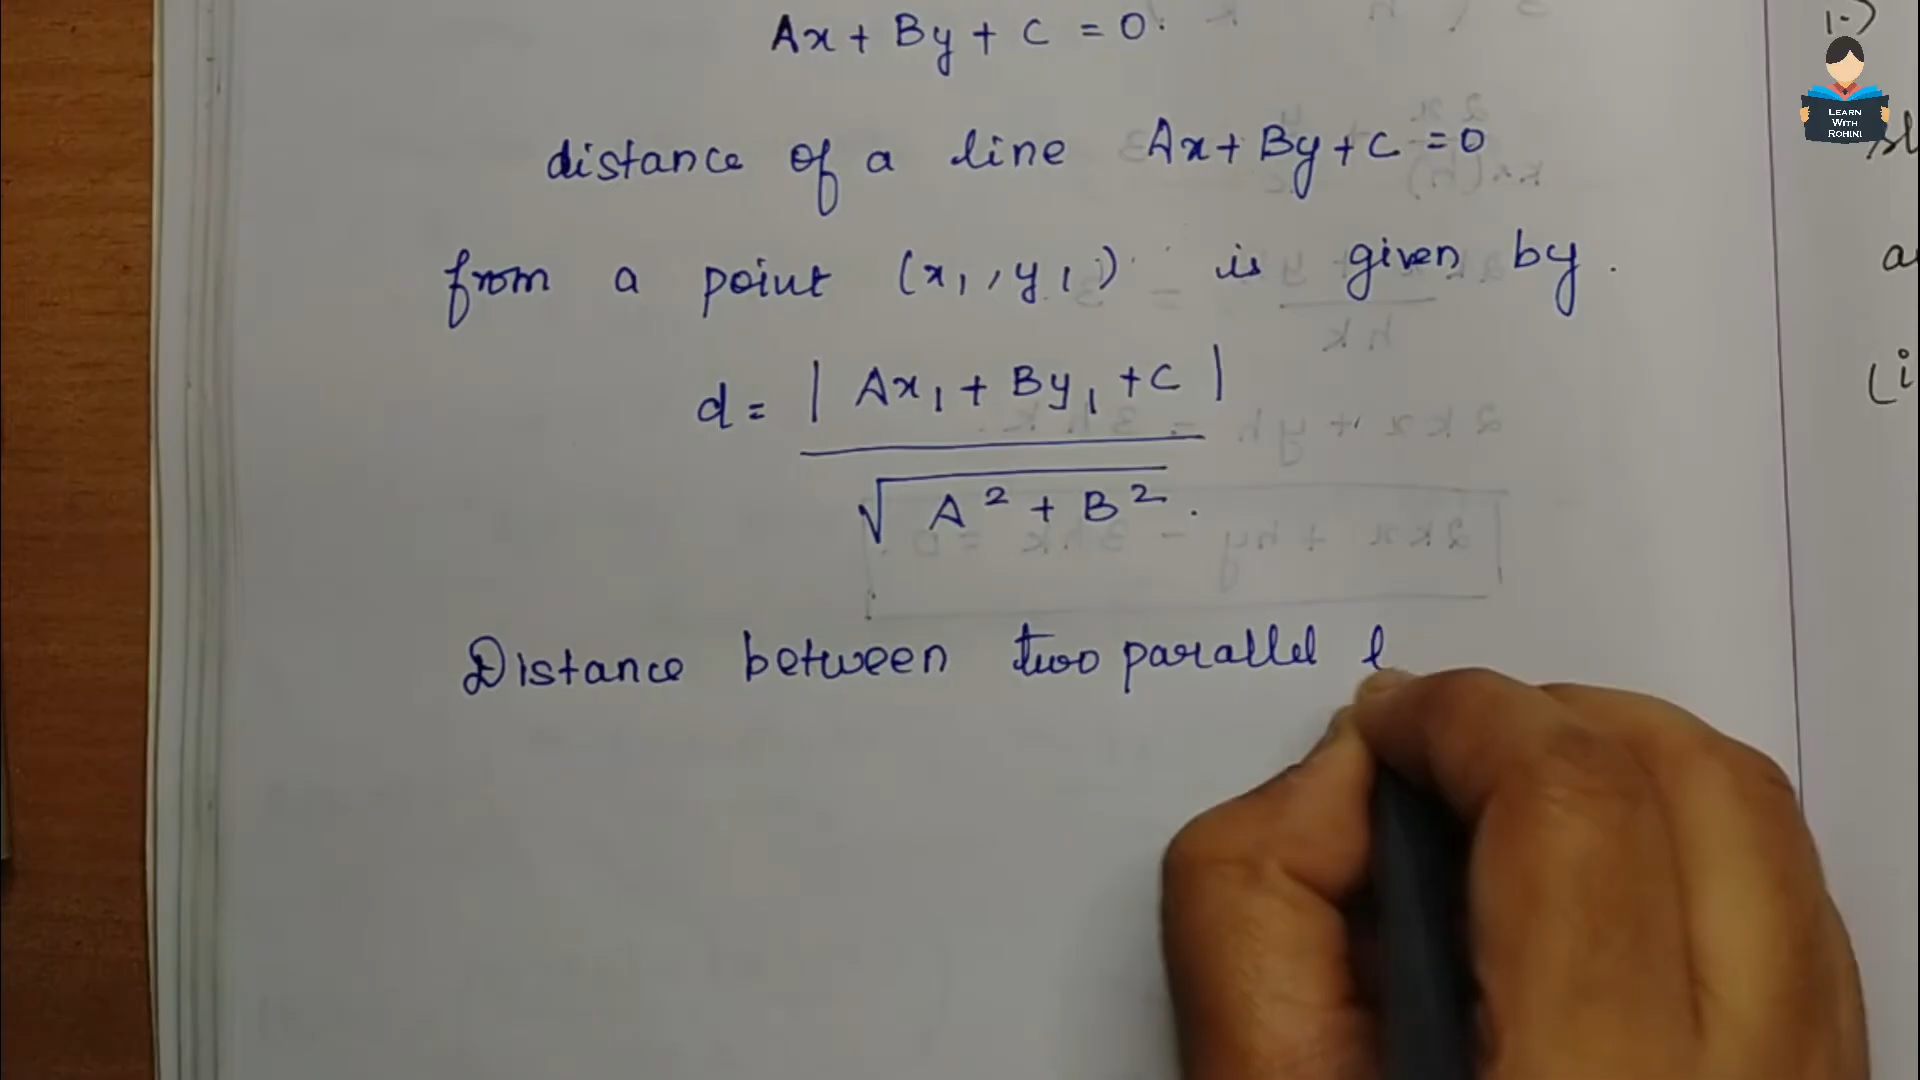 Ax + By + C = 0.
distance of a line Ax + By + C = 0
from a point (x₁, y₁) is given by.
d = | Ax₁ + By₁ + C |
√ A² + B² .
Distance between two parallel l
1.)
a
(i
LEARN
WITH
ROHINI